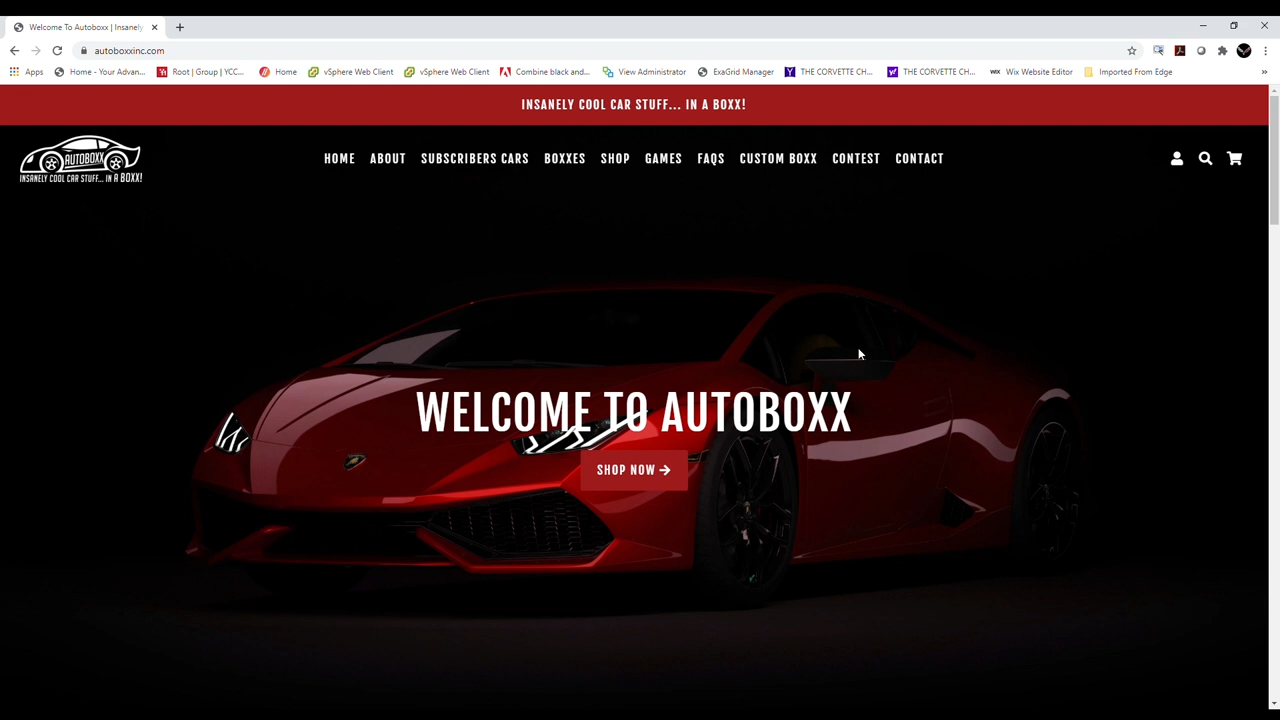 Welcome To Autoboxx | Insanely
autoboxxinc.com
Apps Home - Your Advan... Root | Group | YCC... Home vSphere Web Client vSphere Web Client Combine black and... View Administrator ExaGrid Manager THE CORVETTE CH... THE CORVETTE CH... WIX Wix Website Editor Imported From Edge »
INSANELY COOL CAR STUFF... IN A BOXX!
AUTOBOXX
INSANELY COOL CAR STUFF... IN A BOXX!
HOME ABOUT SUBSCRIBERS CARS BOXXES SHOP GAMES FAQS CUSTOM BOXX CONTEST CONTACT
WELCOME TO AUTOBOXX
SHOP NOW →